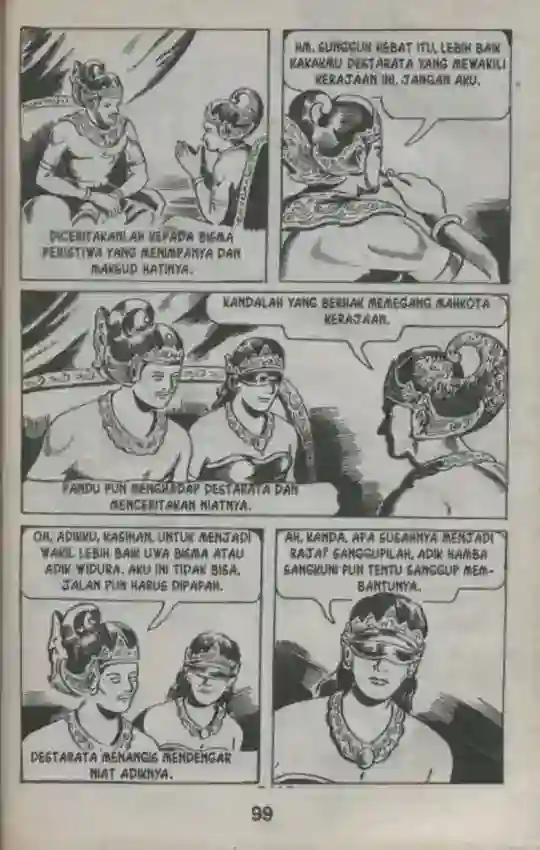 DICERITAKANLAH KEPADA BISMA
PERISTIWA YANG MENIMPANYA DAN
MAKSUD HATINYA.
HM, SUNGGUH HEBAT ITU, LEBIH BAIK
KAKAKMU DESTARATA YANG MEWAKILI
KERAJAAN INI. JANGAN AKU.
KANDALAH YANG BERHAK MEMEGANG MAHKOTA
KERAJAAN.
PANDU PUN MENGHADAP DESTARATA DAN
MENCERITAKAN NIATNYA.
OH, ADIKKU, KASIHAN. UNTUK MENJADI
WAKIL LEBIH BAIK UWA BISMA ATAU
ADIK WIDURA. AKU INI TIDAK BISA.
JALAN PUN HARUS DIPAPAH.
DESTARATA MENANGIS MENDENGAR
NIAT ADIKNYA.
AH, KANDA. APA SUSAHNYA MENJADI
RAJA? SANGGUPILAH. ADIK HAMBA
SANGKUNI PUN TENTU SANGGUP MEM-
BANTUNYA.
99